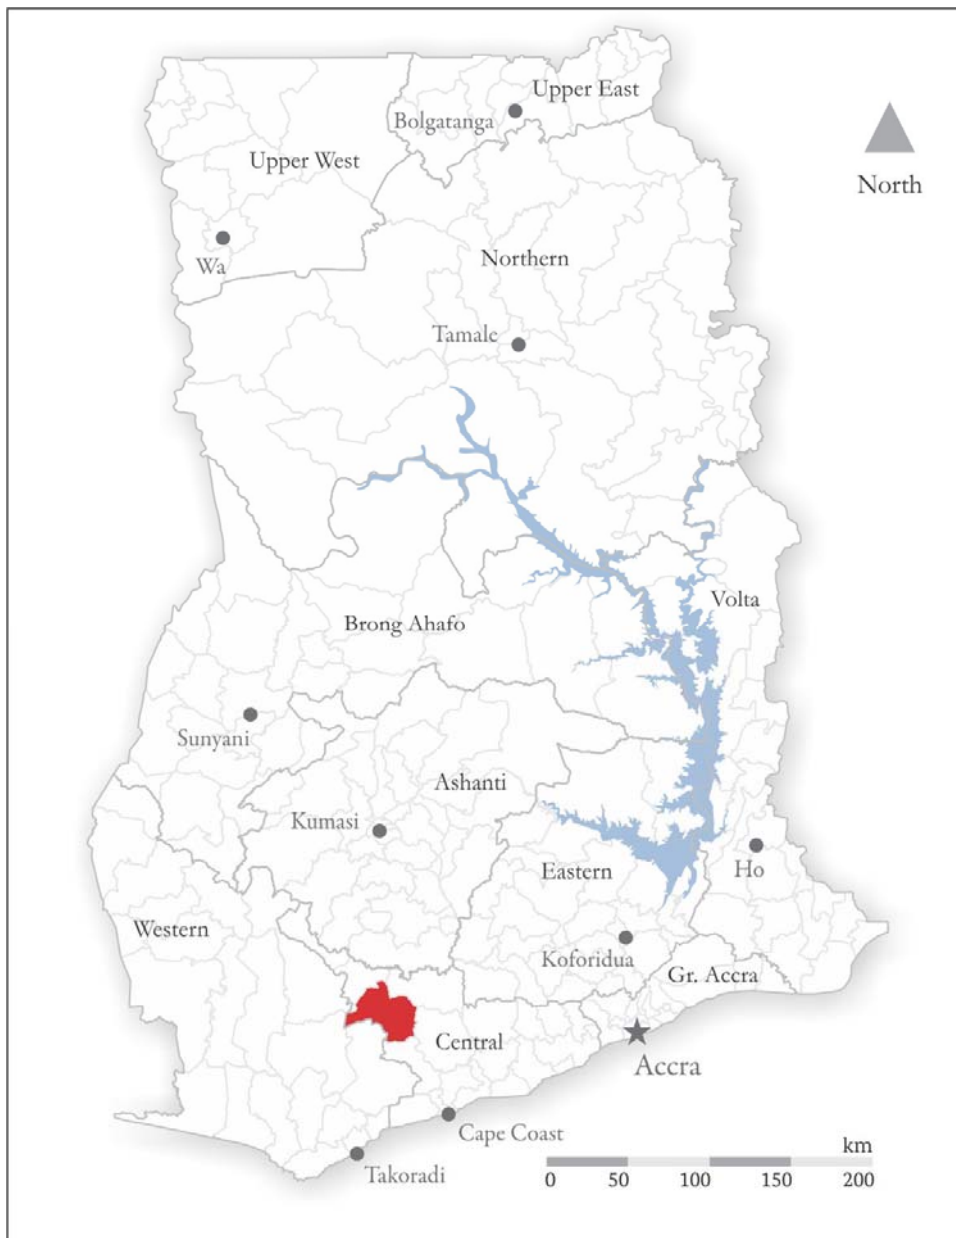 Upper East
Bolgatanga
Upper West
North
Wa
Northern
Tamale
Volta
Brong Ahafo
Sunyani
Ashanti
Kumasi
Eastern
Ho
Western
Koforidua
Gr. Accra
Central
Accra
Cape Coast
Takoradi
km
0 50 100 150 200